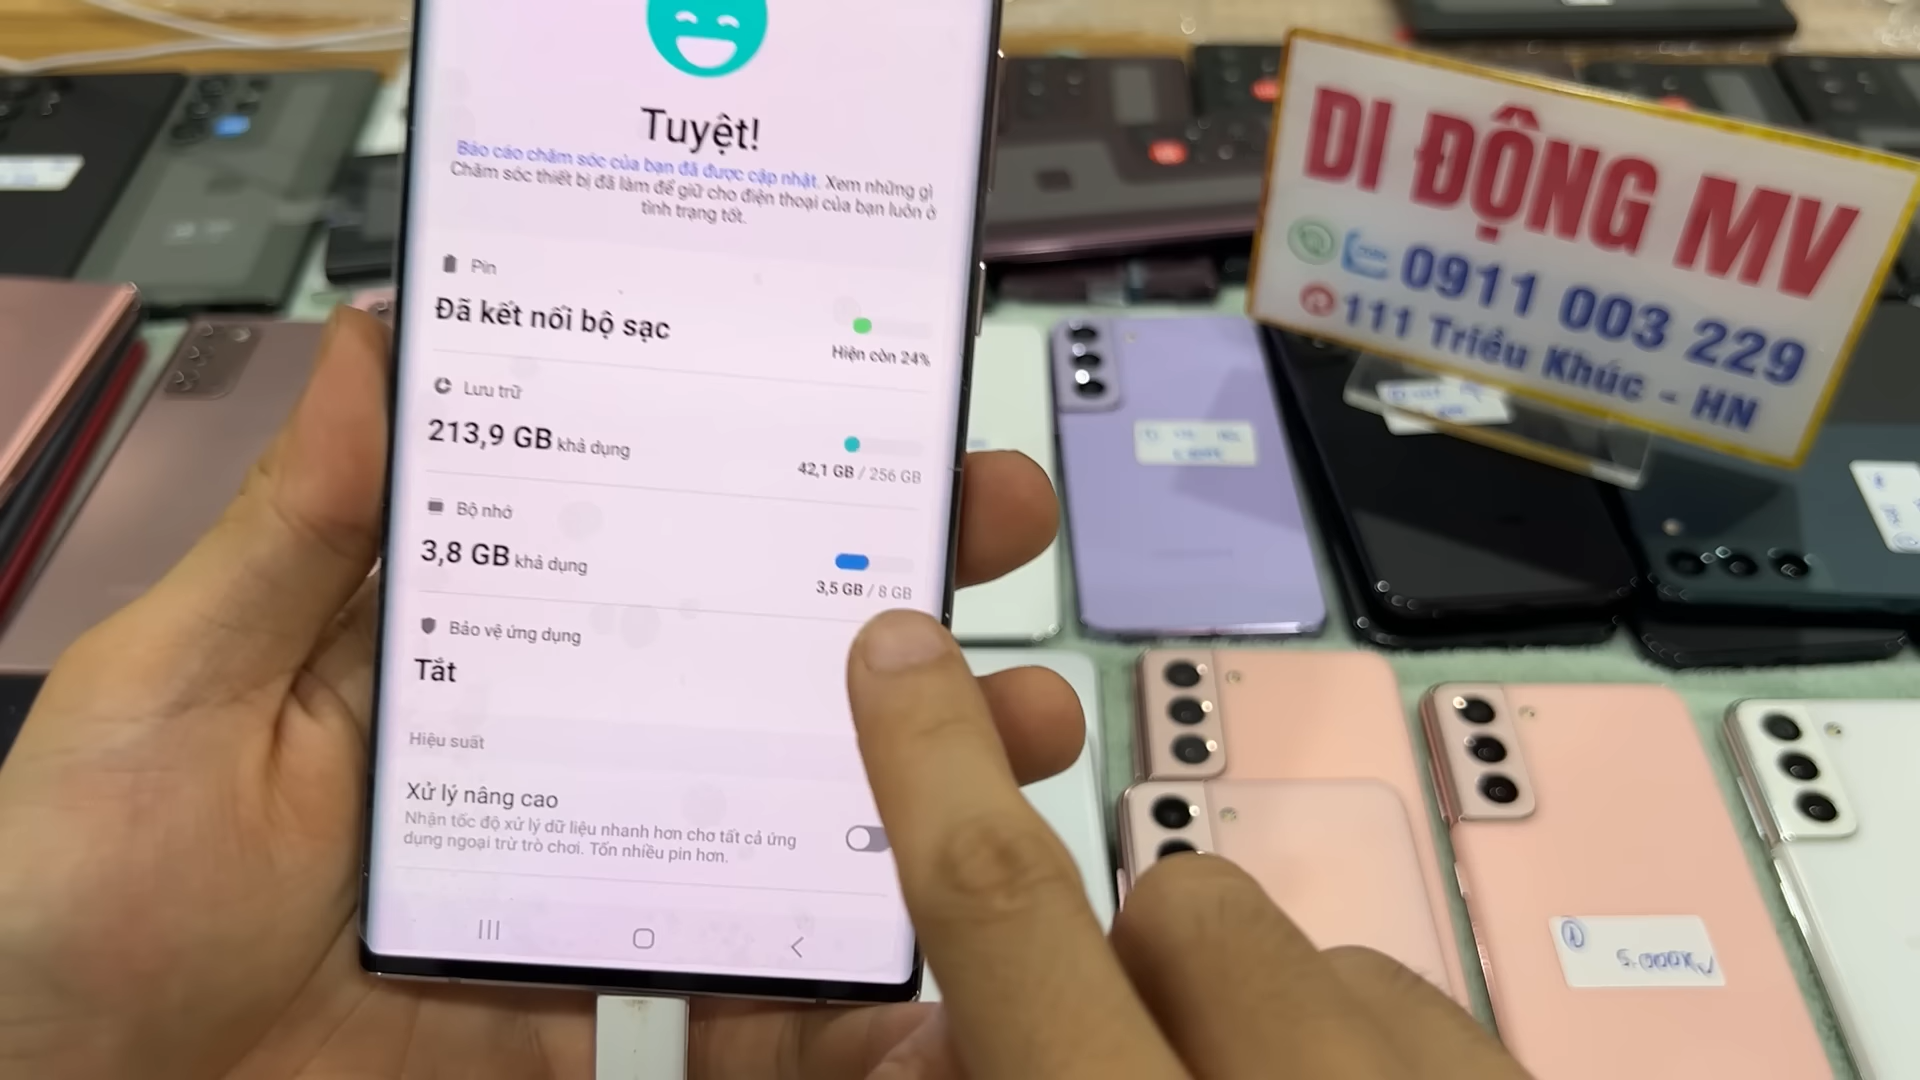 Tuyệt!
Báo cáo chăm sóc của bạn đã được cập nhật. Xem những gì
Chăm sóc thiết bị đã làm để giữ cho điện thoại của bạn luôn ở
tình trạng tốt.
Pin
Đã kết nối bộ sạc
Hiện còn 24%
Lưu trữ
213,9 GB khả dụng
42,1 GB / 256 GB
Bộ nhớ
3,8 GB khả dụng
3,5 GB / 8 GB
Bảo vệ ứng dụng
Tắt
Hiệu suất
Xử lý nâng cao
Nhận tốc độ xử lý dữ liệu nhanh hơn cho tất cả ứng
dụng ngoại trừ trò chơi. Tốn nhiều pin hơn.
DI ĐỘNG MV
0911 003 229
111 Triều Khúc - HN